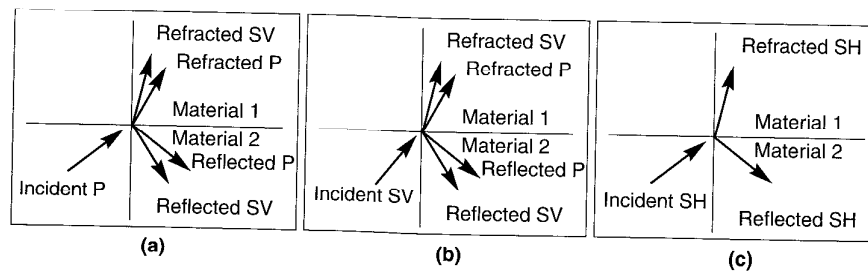 Refracted SV
Refracted P
Material 1
Material 2
Reflected P
Incident P
Reflected SV
(a)
Refracted SV
Refracted P
Material 1
Material 2
Reflected P
Incident SV
Reflected SV
(b)
Refracted SH
Material 1
Material 2
Incident SH
Reflected SH
(c)